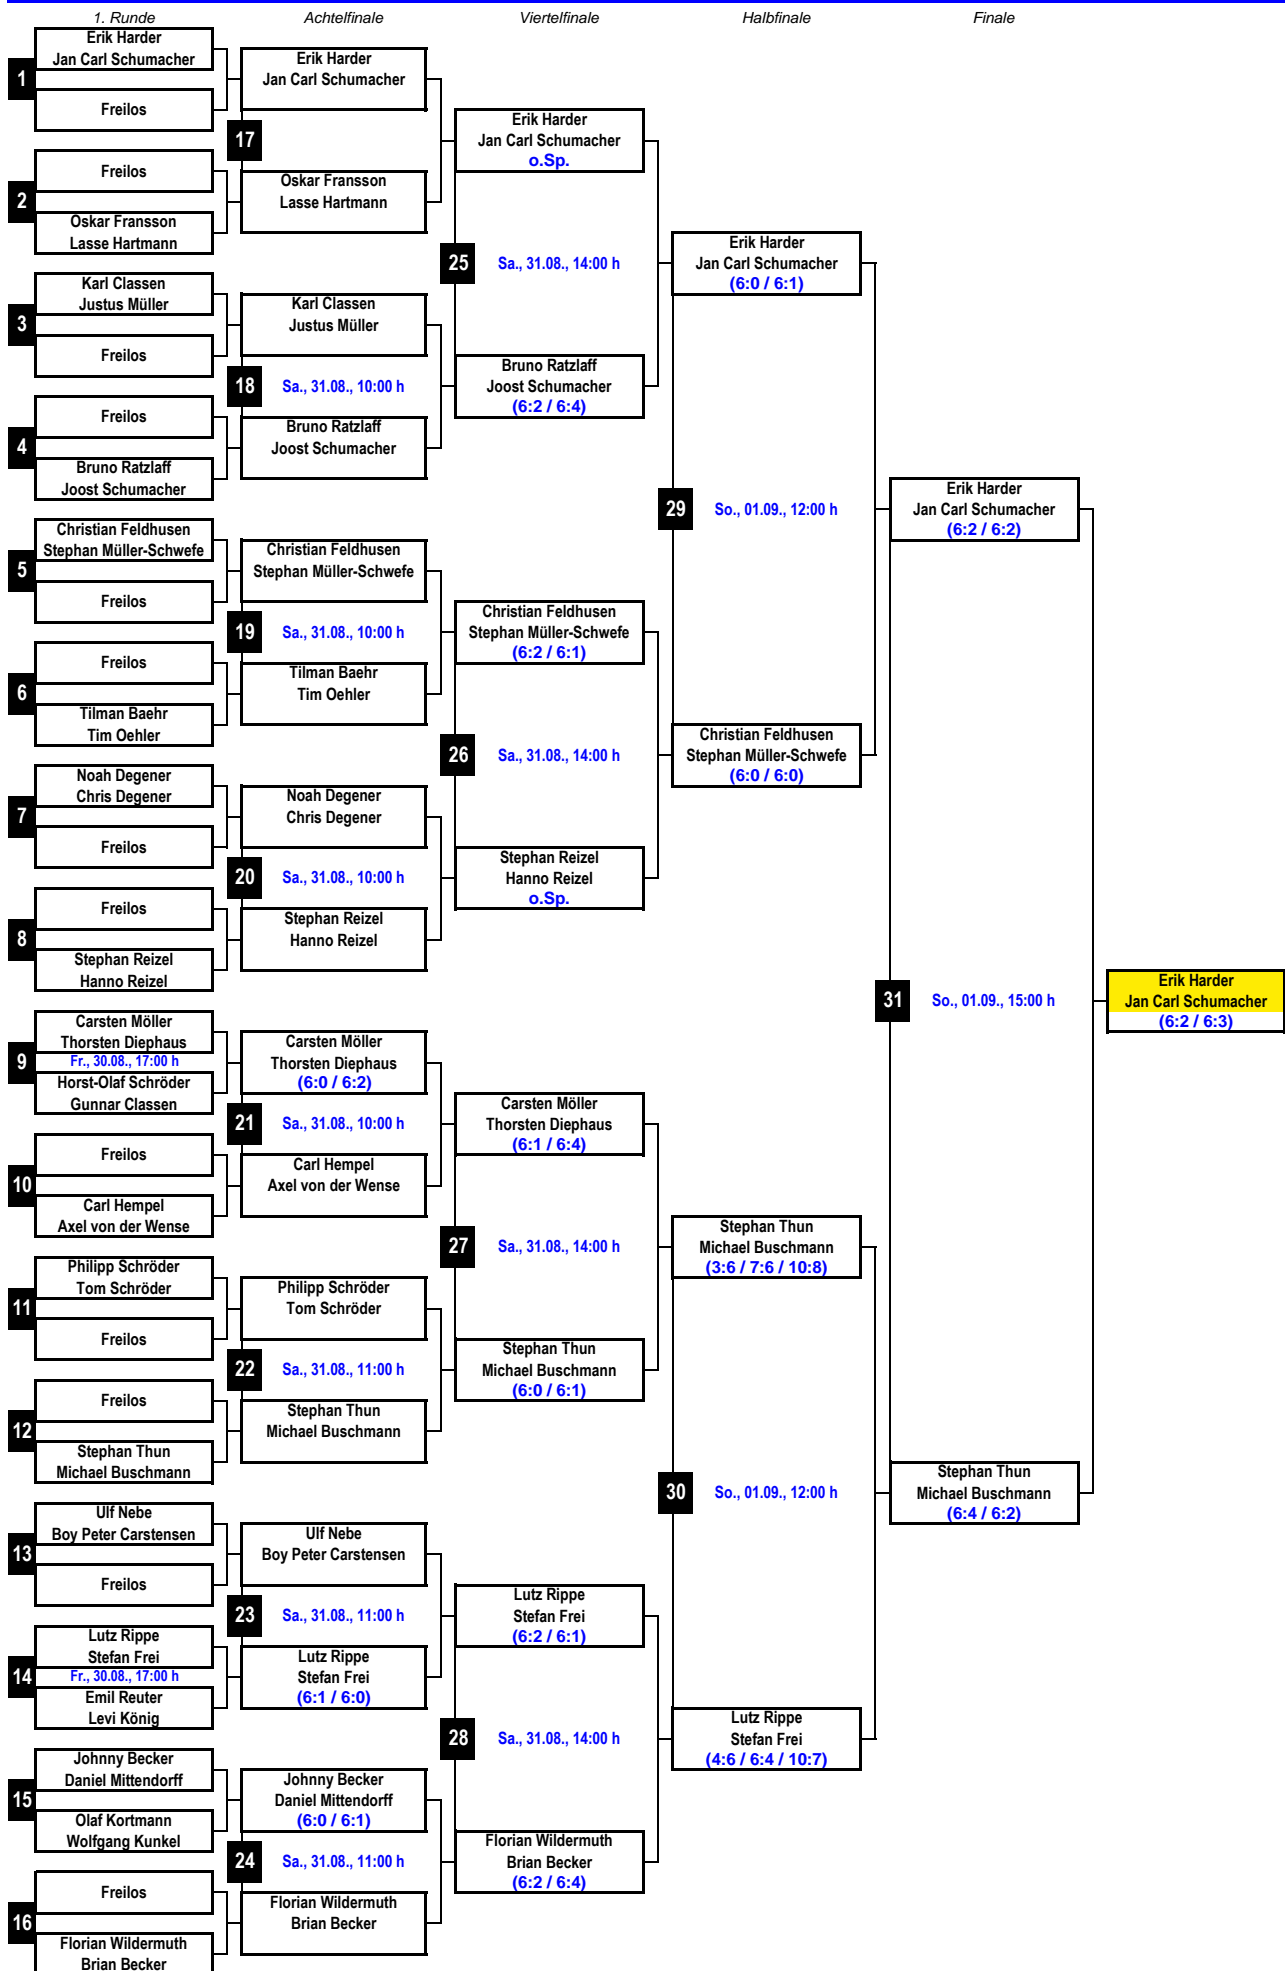 1. Runde
Achtelfinale
Viertelfinale
Halbfinale
Finale
Erik Harder
Jan Carl Schumacher
1
Freilos
Freilos
2
Oskar Fransson
Lasse Hartmann
Karl Classen
Justus Müller
3
Freilos
Freilos
4
Bruno Ratzlaff
Joost Schumacher
Christian Feldhusen
Stephan Müller-Schwefe
5
Freilos
Freilos
6
Tilman Baehr
Tim Oehler
Noah Degener
Chris Degener
7
Freilos
Freilos
8
Stephan Reizel
Hanno Reizel
Carsten Möller
Thorsten Diephaus
9
Fr., 30.08., 17:00 h
Horst-Olaf Schröder
Gunnar Classen
Freilos
10
Carl Hempel
Axel von der Wense
Philipp Schröder
Tom Schröder
11
Freilos
Freilos
12
Stephan Thun
Michael Buschmann
Ulf Nebe
Boy Peter Carstensen
13
Freilos
Lutz Rippe
Stefan Frei
14
Fr., 30.08., 17:00 h
Emil Reuter
Levi König
Johnny Becker
Daniel Mittendorff
15
Olaf Kortmann
Wolfgang Kunkel
Freilos
16
Florian Wildermuth
Brian Becker
Erik Harder
Jan Carl Schumacher
17
Oskar Fransson
Lasse Hartmann
Karl Classen
Justus Müller
18
Sa., 31.08., 10:00 h
Bruno Ratzlaff
Joost Schumacher
Christian Feldhusen
Stephan Müller-Schwefe
19
Sa., 31.08., 10:00 h
Tilman Baehr
Tim Oehler
Noah Degener
Chris Degener
20
Sa., 31.08., 10:00 h
Stephan Reizel
Hanno Reizel
Carsten Möller
Thorsten Diephaus
(6:0 / 6:2)
21
Sa., 31.08., 10:00 h
Carl Hempel
Axel von der Wense
Philipp Schröder
Tom Schröder
22
Sa., 31.08., 11:00 h
Stephan Thun
Michael Buschmann
Ulf Nebe
Boy Peter Carstensen
23
Sa., 31.08., 11:00 h
Lutz Rippe
Stefan Frei
(6:1 / 6:0)
Johnny Becker
Daniel Mittendorff
(6:0 / 6:1)
24
Sa., 31.08., 11:00 h
Florian Wildermuth
Brian Becker
Erik Harder
Jan Carl Schumacher
o.Sp.
25
Sa., 31.08., 14:00 h
Bruno Ratzlaff
Joost Schumacher
(6:2 / 6:4)
Christian Feldhusen
Stephan Müller-Schwefe
(6:2 / 6:1)
26
Sa., 31.08., 14:00 h
Stephan Reizel
Hanno Reizel
o.Sp.
Carsten Möller
Thorsten Diephaus
(6:1 / 6:4)
27
Sa., 31.08., 14:00 h
Stephan Thun
Michael Buschmann
(6:0 / 6:1)
Lutz Rippe
Stefan Frei
(6:2 / 6:1)
28
Sa., 31.08., 14:00 h
Florian Wildermuth
Brian Becker
(6:2 / 6:4)
Erik Harder
Jan Carl Schumacher
(6:0 / 6:1)
29
So., 01.09., 12:00 h
Christian Feldhusen
Stephan Müller-Schwefe
(6:0 / 6:0)
Stephan Thun
Michael Buschmann
(3:6 / 7:6 / 10:8)
30
So., 01.09., 12:00 h
Lutz Rippe
Stefan Frei
(4:6 / 6:4 / 10:7)
Erik Harder
Jan Carl Schumacher
(6:2 / 6:2)
31
So., 01.09., 15:00 h
Stephan Thun
Michael Buschmann
(6:4 / 6:2)
Erik Harder
Jan Carl Schumacher
(6:2 / 6:3)